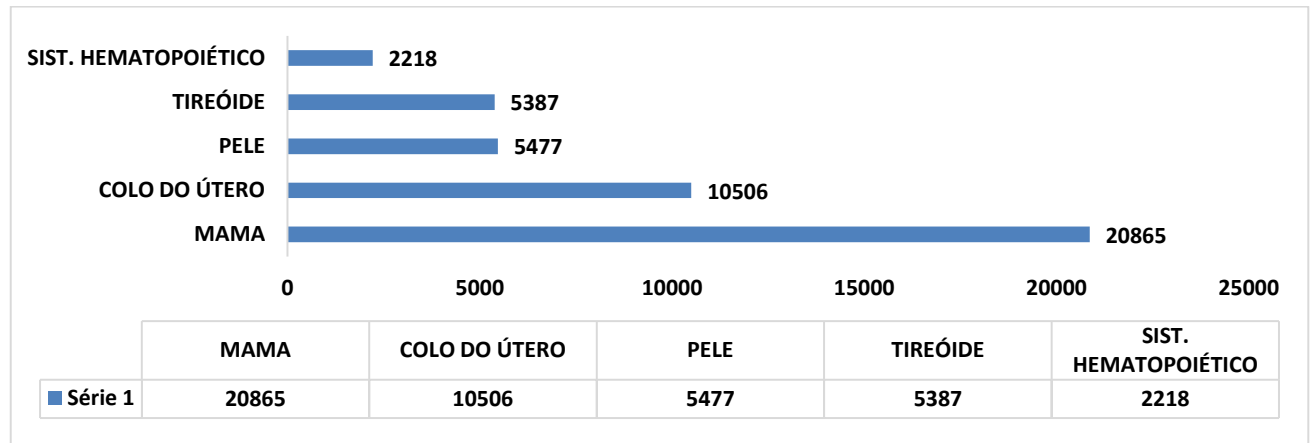 SIST. HEMATOPOIÉTICO 2218
TIREÓIDE 5387
PELE 5477
COLO DO ÚTERO 10506
MAMA 20865
0 5000 10000 15000 20000 25000
MAMA COLO DO ÚTERO PELE TIREÓIDE SIST.
HEMATOPOIÉTICO
Série 1 20865 10506 5477 5387 2218